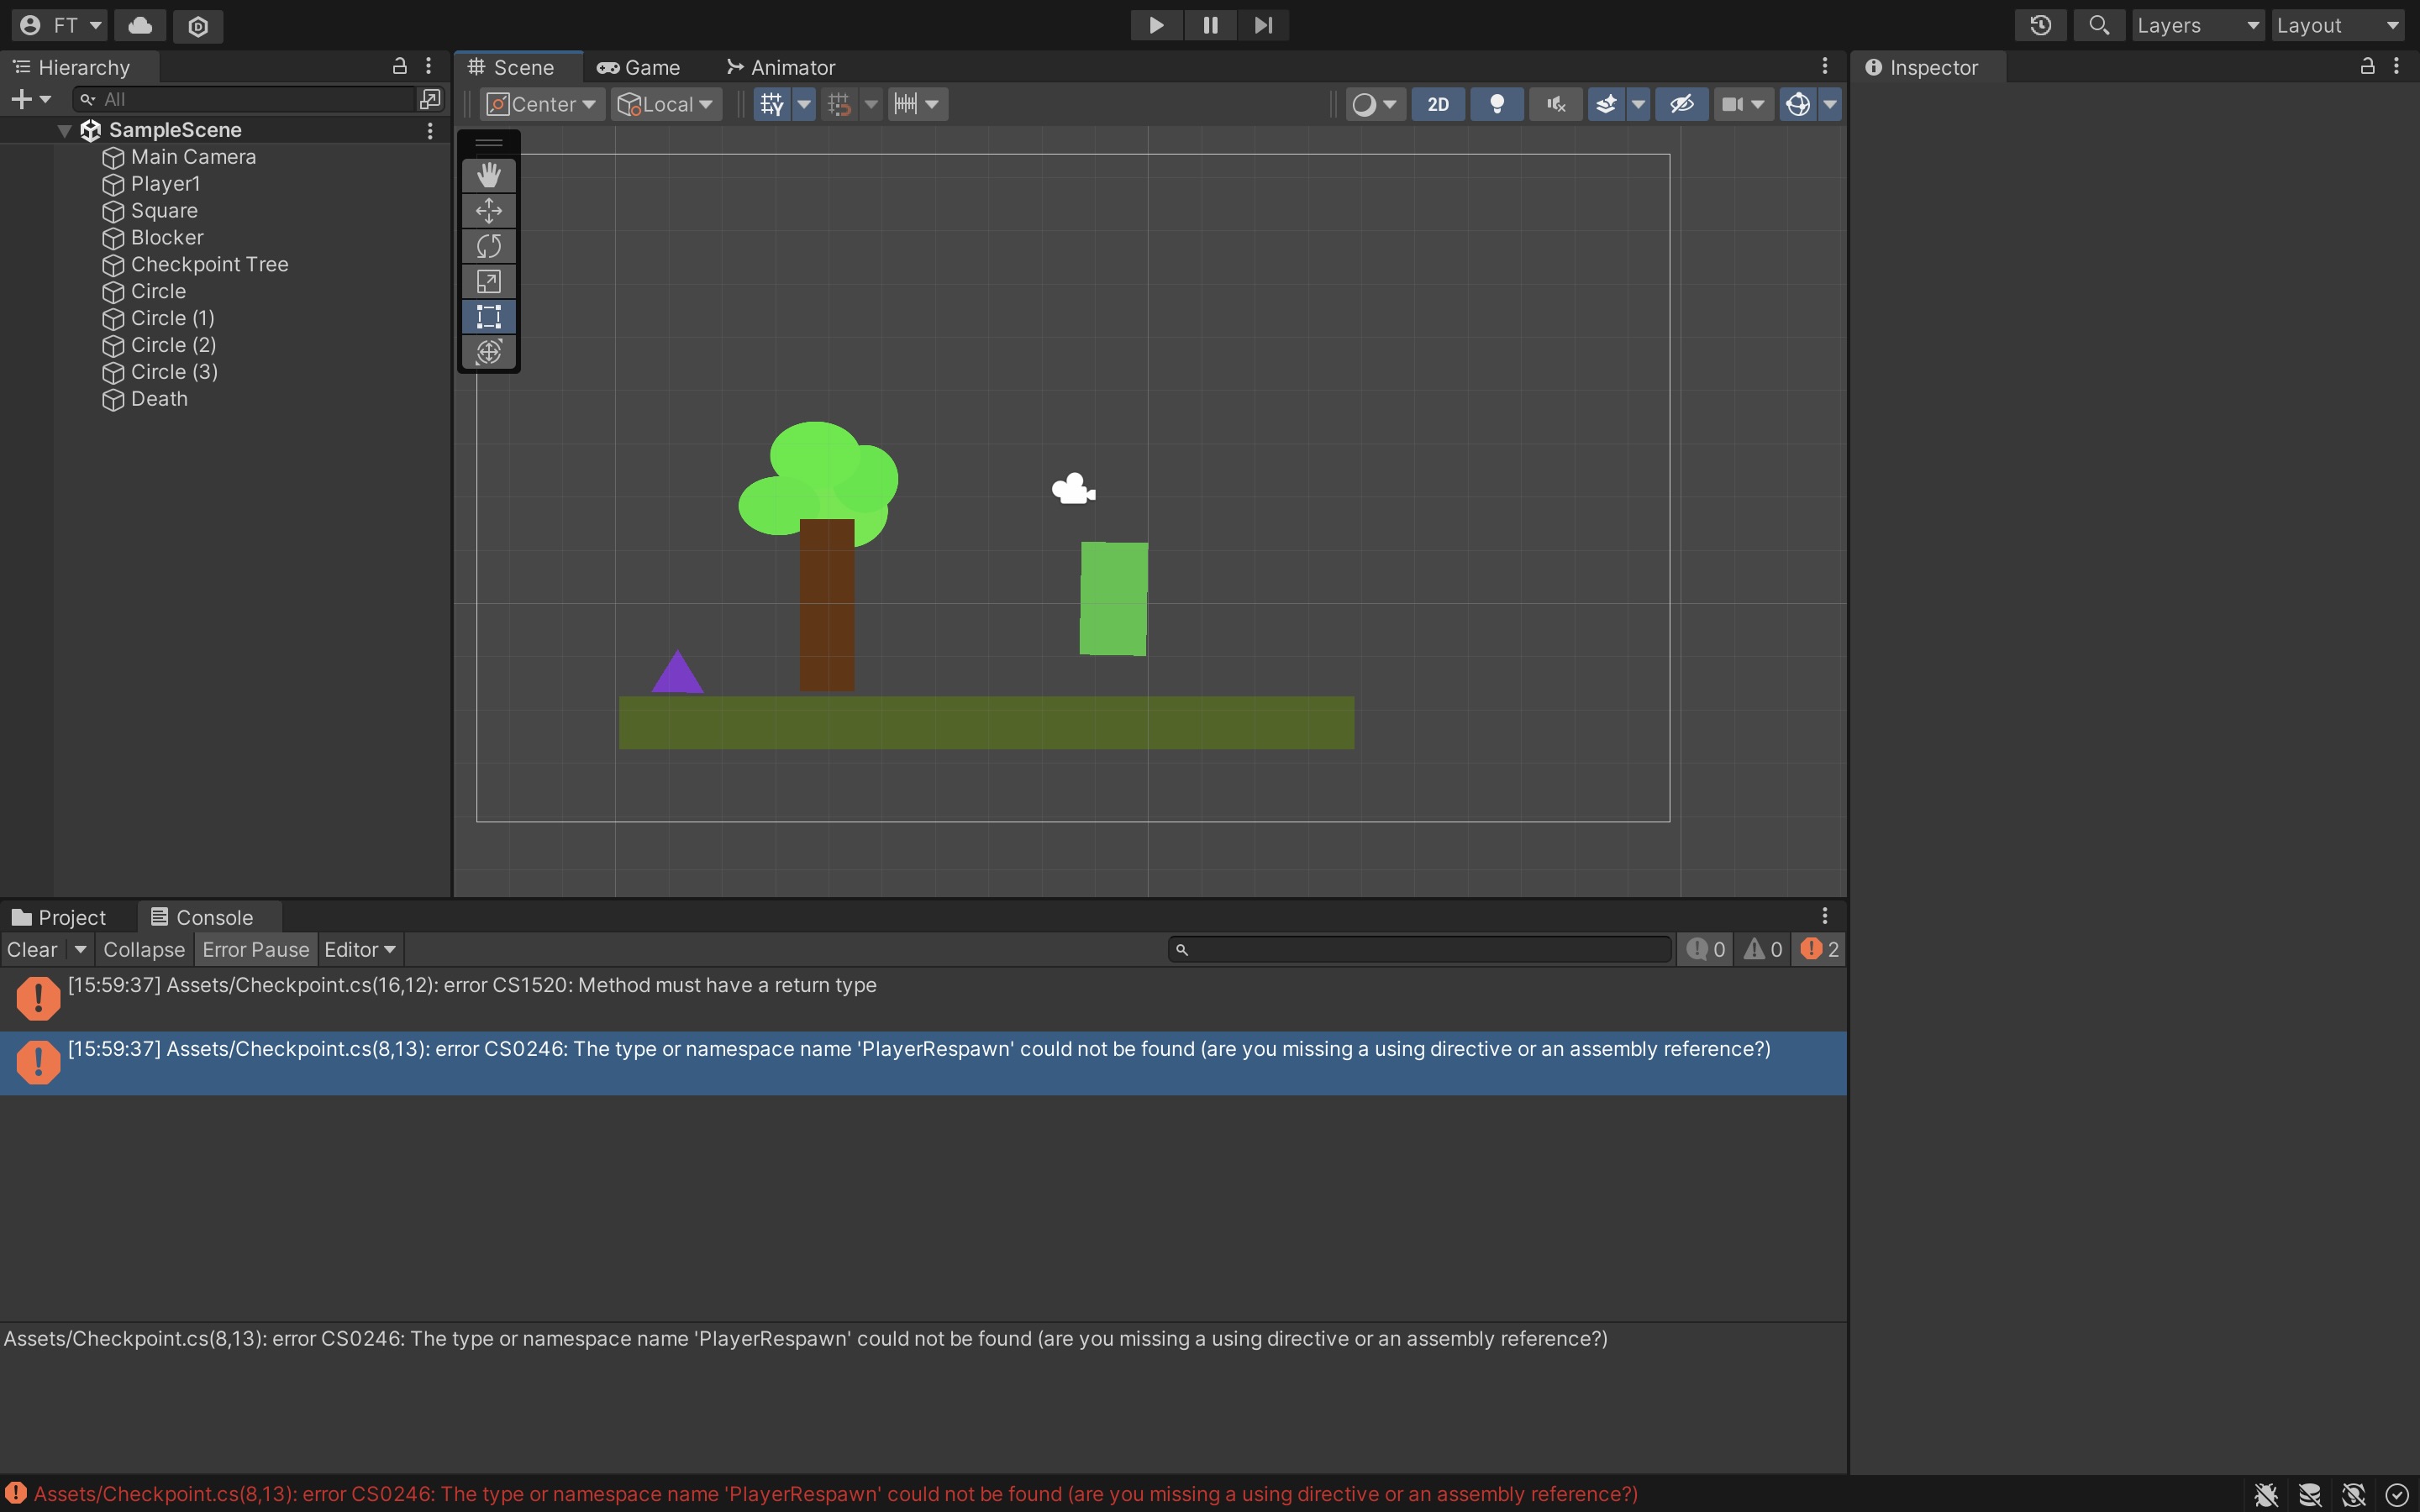 FT
Layers
Layout
Hierarchy
Scene
Game
Animator
Inspector
All
Center
Local
2D
SampleScene
Main Camera
Player1
Square
Blocker
Checkpoint Tree
Circle
Circle (1)
Circle (2)
Circle (3)
Death
Project
Console
Clear
Collapse
Error Pause
Editor
0
0
2
[15:59:37] Assets/Checkpoint.cs(16,12): error CS1520: Method must have a return type
[15:59:37] Assets/Checkpoint.cs(8,13): error CS0246: The type or namespace name 'PlayerRespawn' could not be found (are you missing a using directive or an assembly reference?)
Assets/Checkpoint.cs(8,13): error CS0246: The type or namespace name 'PlayerRespawn' could not be found (are you missing a using directive or an assembly reference?)
Assets/Checkpoint.cs(8,13): error CS0246: The type or namespace name 'PlayerRespawn' could not be found (are you missing a using directive or an assembly reference?)